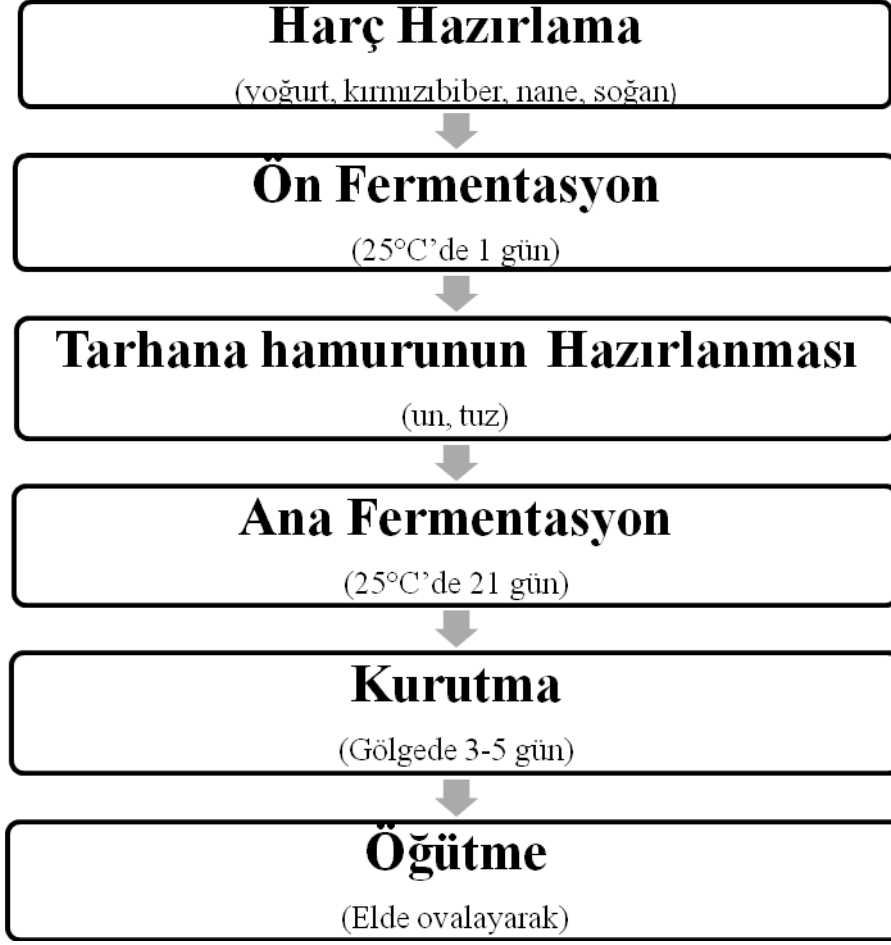 Harç Hazırlama
(yoğurt, kırmızıbiber, nane, soğan)
Ön Fermentasyon
(25°C’de 1 gün)
Tarhana hamurunun Hazırlanması
(un, tuz)
Ana Fermentasyon
(25°C’de 21 gün)
Kurutma
(Gölgede 3-5 gün)
Öğütme
(Elde ovalayarak)